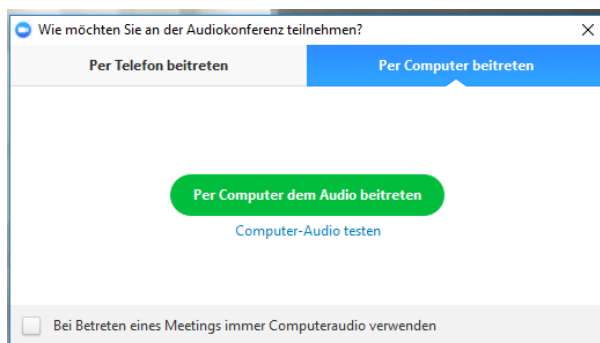 Wie möchten Sie an der Audiokonferenz teilnehmen?
Per Telefon beitreten
Per Computer beitreten
Per Computer dem Audio beitreten
Computer-Audio testen
Bei Betreten eines Meetings immer Computeraudio verwenden